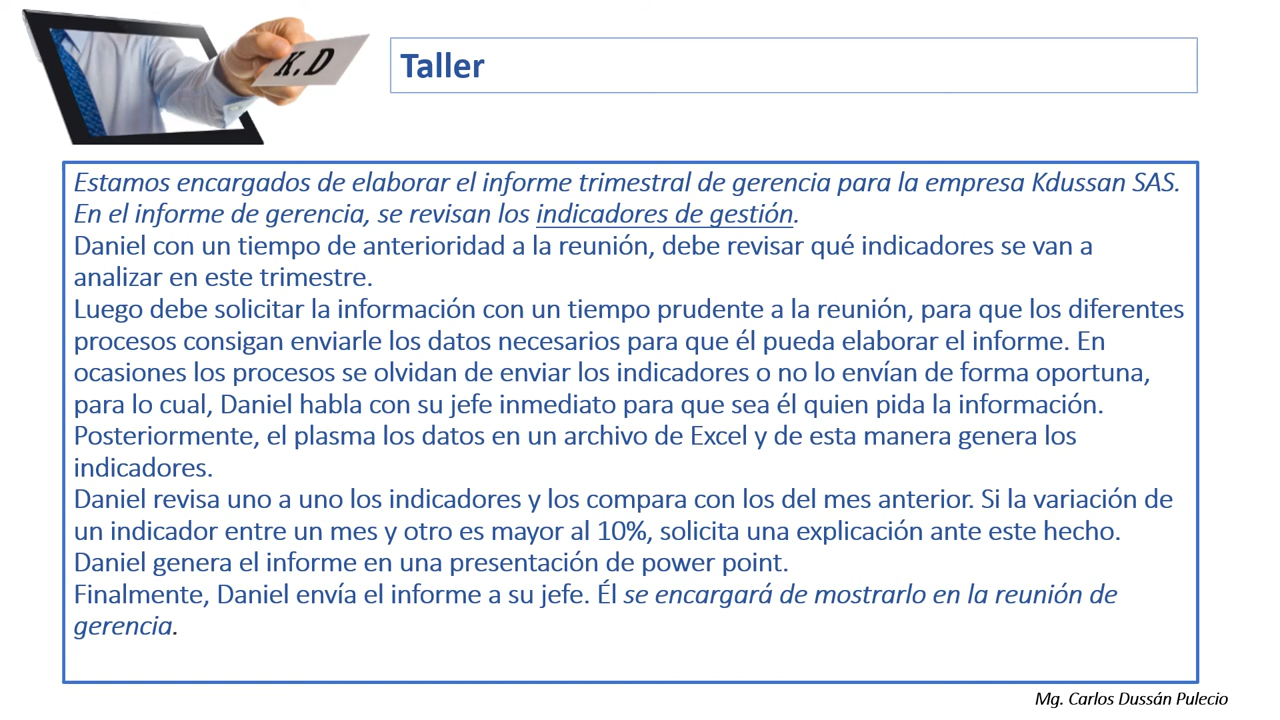 K.D
Taller
Estamos encargados de elaborar el informe trimestral de gerencia para la empresa Kdussan SAS.
En el informe de gerencia, se revisan los indicadores de gestión.
Daniel con un tiempo de anterioridad a la reunión, debe revisar qué indicadores se van a
analizar en este trimestre.
Luego debe solicitar la información con un tiempo prudente a la reunión, para que los diferentes
procesos consigan enviarle los datos necesarios para que él pueda elaborar el informe. En
ocasiones los procesos se olvidan de enviar los indicadores o no lo envían de forma oportuna,
para lo cual, Daniel habla con su jefe inmediato para que sea él quien pida la información.
Posteriormente, el plasma los datos en un archivo de Excel y de esta manera genera los
indicadores.
Daniel revisa uno a uno los indicadores y los compara con los del mes anterior. Si la variación de
un indicador entre un mes y otro es mayor al 10%, solicita una explicación ante este hecho.
Daniel genera el informe en una presentación de power point.
Finalmente, Daniel envía el informe a su jefe. Él se encargará de mostrarlo en la reunión de
gerencia.
Mg. Carlos Dussán Pulecio